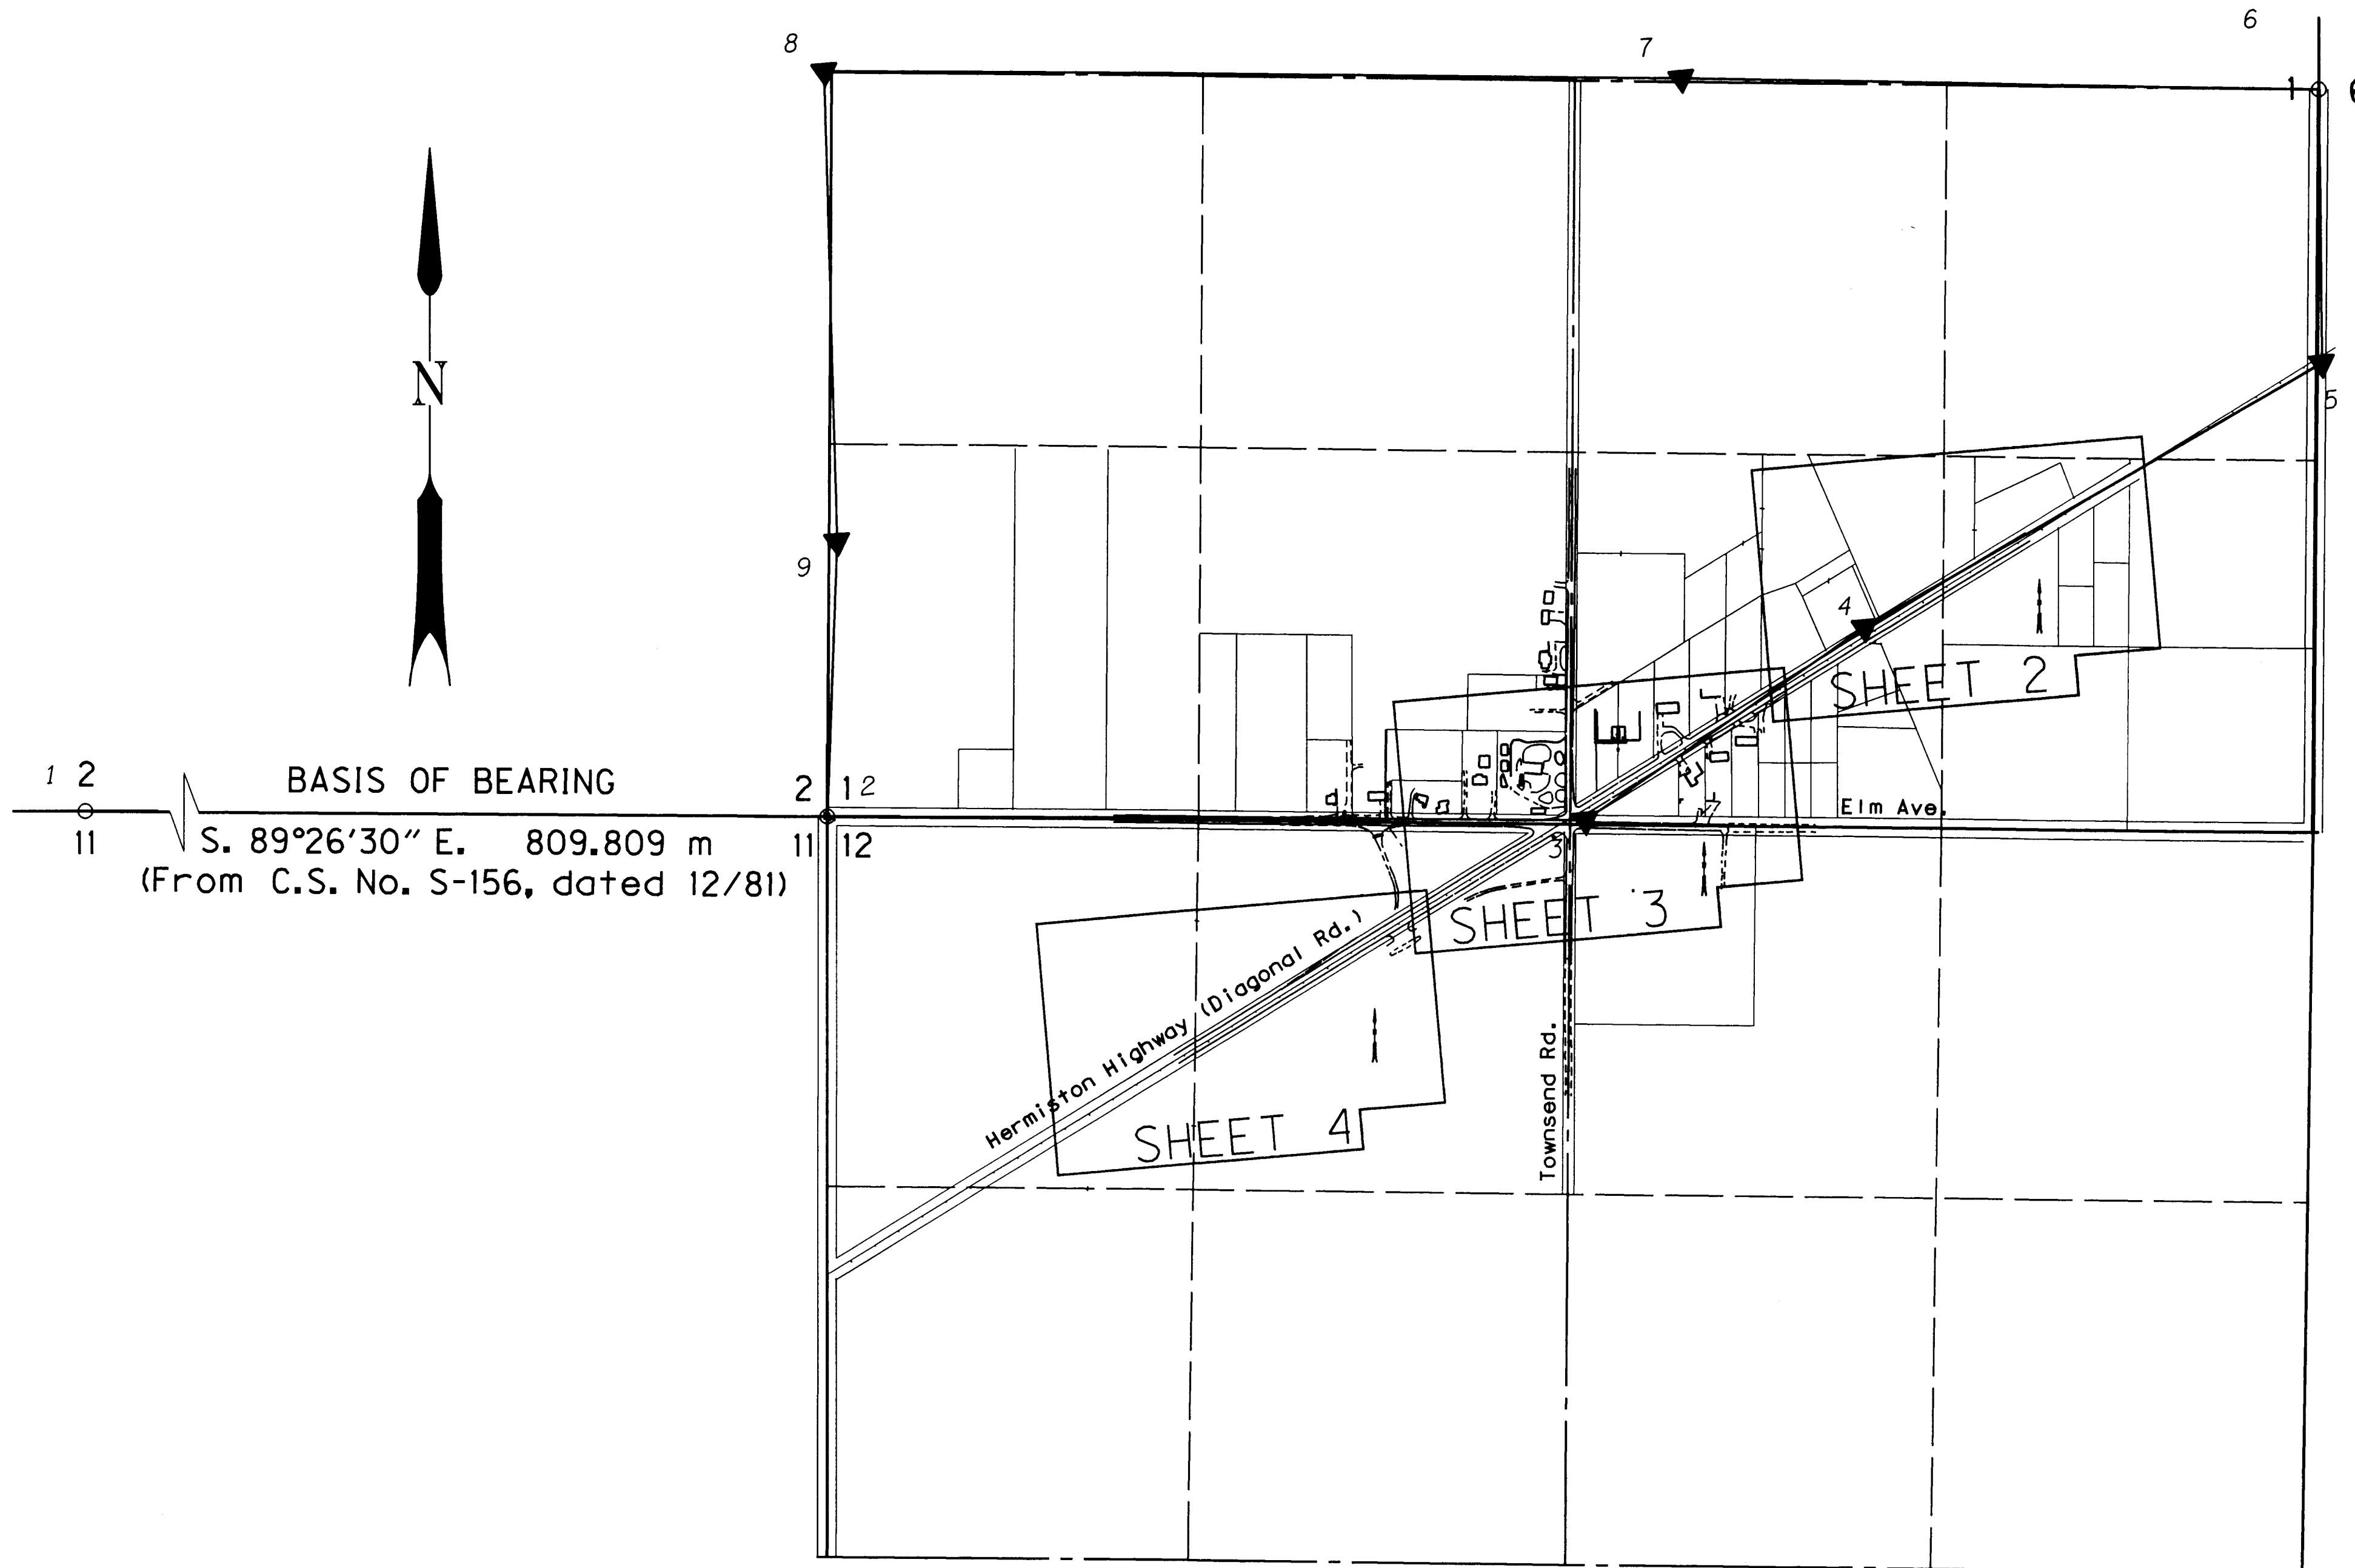 6
8
7
1 6
N
5
9
4
SHEET 2
1 2
BASIS OF BEARING
2 1 2
Elm Ave.
11
S. 89°26'30" E. 809.809 m
11 12
3
(From C.S. No. S-156, dated 12/81)
SHEET 3
Hermiston Highway (Diagonal Rd.)
Townsend Rd.
SHEET 4